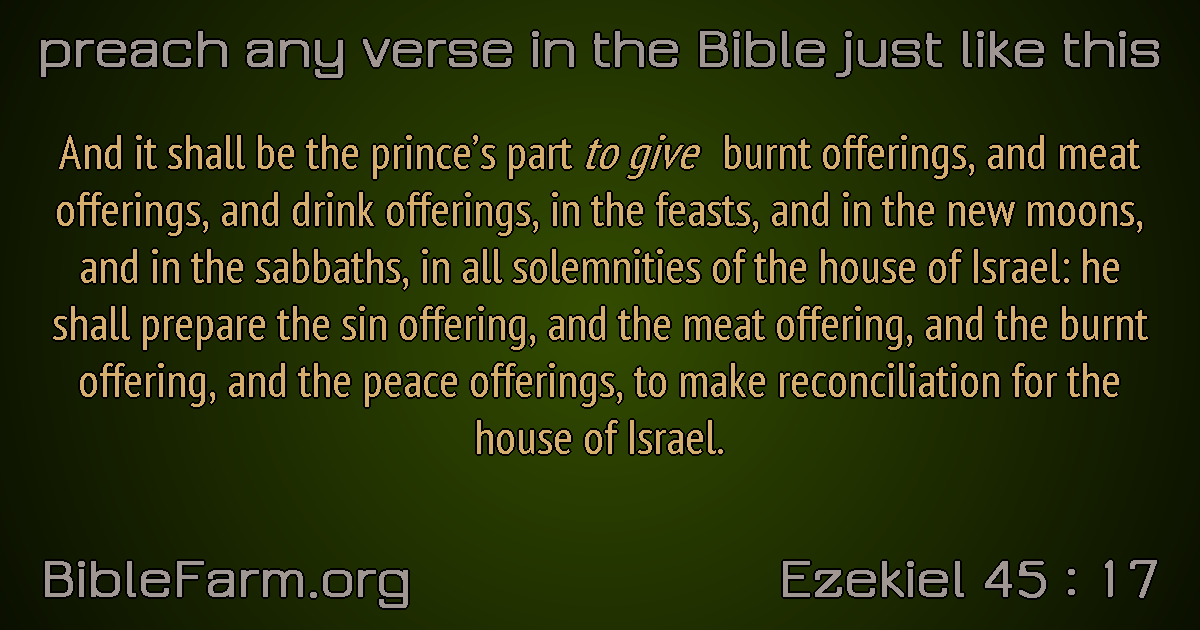 preach any verse in the Bible just like this
And it shall be the prince’s part to give burnt offerings, and meat
offerings, and drink offerings, in the feasts, and in the new moons,
and in the sabbaths, in all solemnities of the house of Israel: he
shall prepare the sin offering, and the meat offering, and the burnt
offering, and the peace offerings, to make reconciliation for the
house of Israel.
BibleFarm.org
Ezekiel 45 : 17